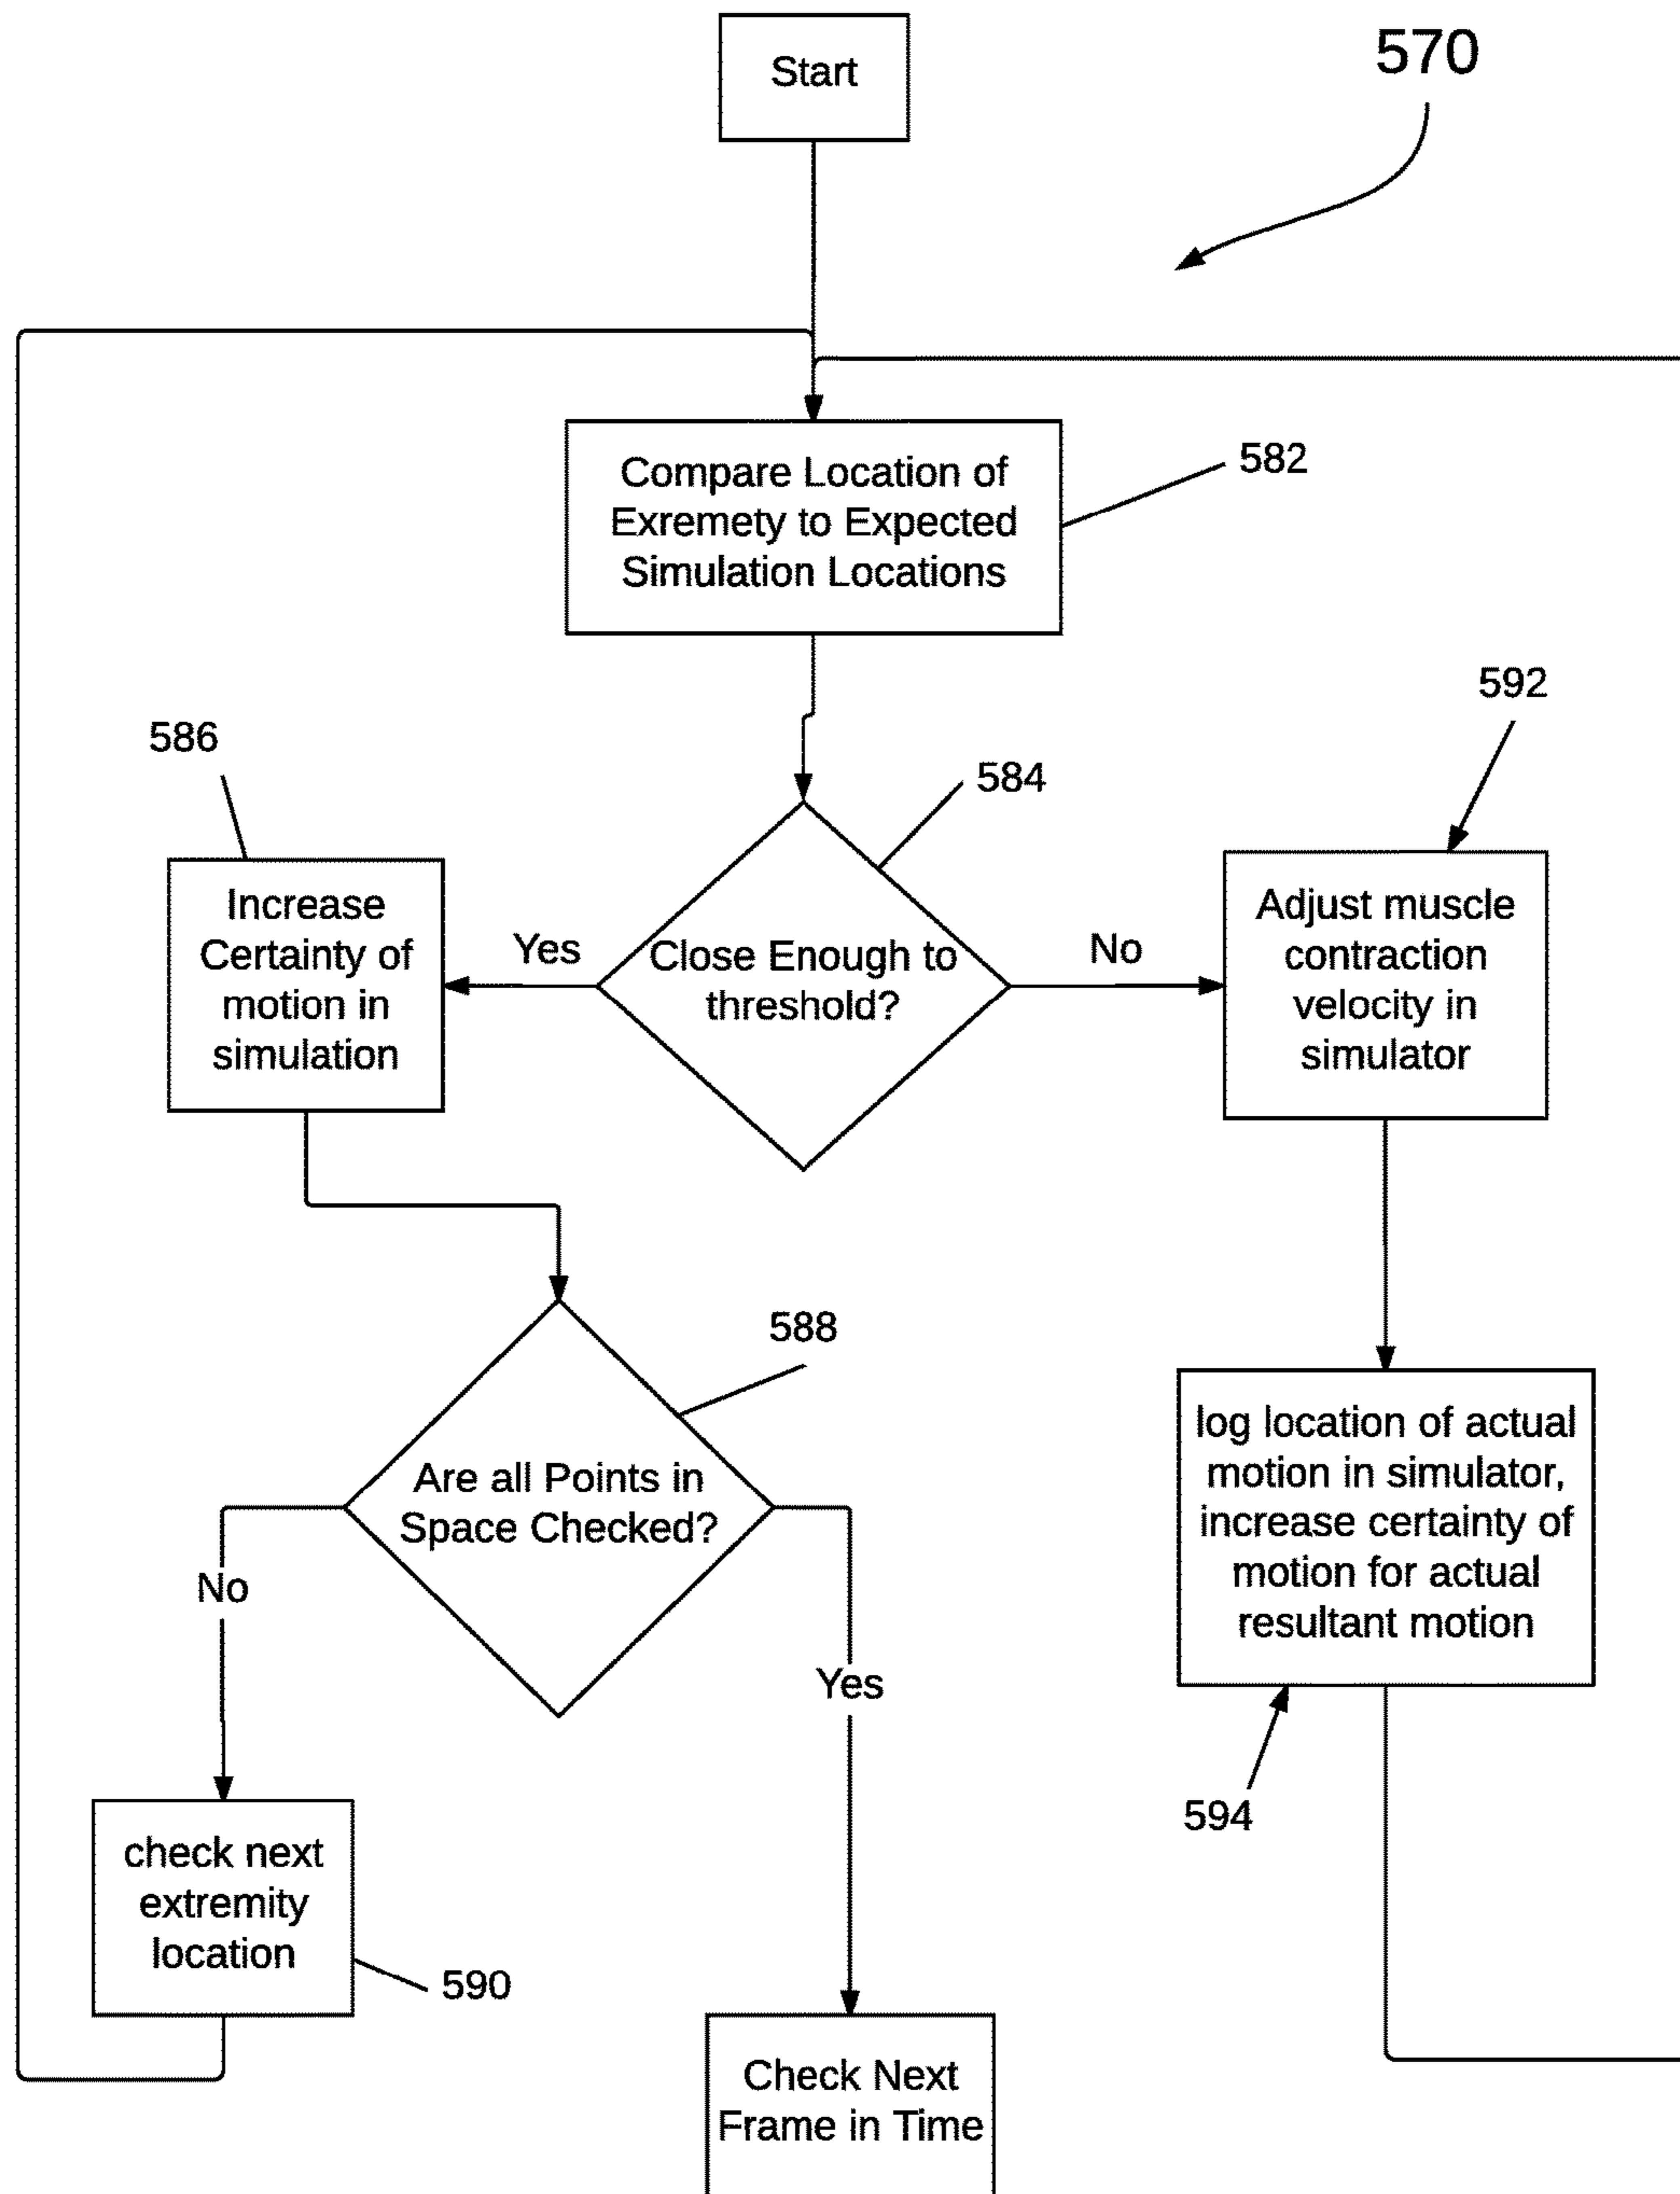 Start
570
Compare Location of
Exremety to Expected
Simulation Locations
582
592
586
584
Increase
Certainty of
motion in
simulation
Yes
Close Enough to
threshold?
No
Adjust muscle
contraction
velocity in
simulator
588
Are all Points in
Space Checked?
log location of actual
motion in simulator,
increase certainty of
motion for actual
resultant motion
No
Yes
594
check next
extremity
location
590
Check Next
Frame in Time